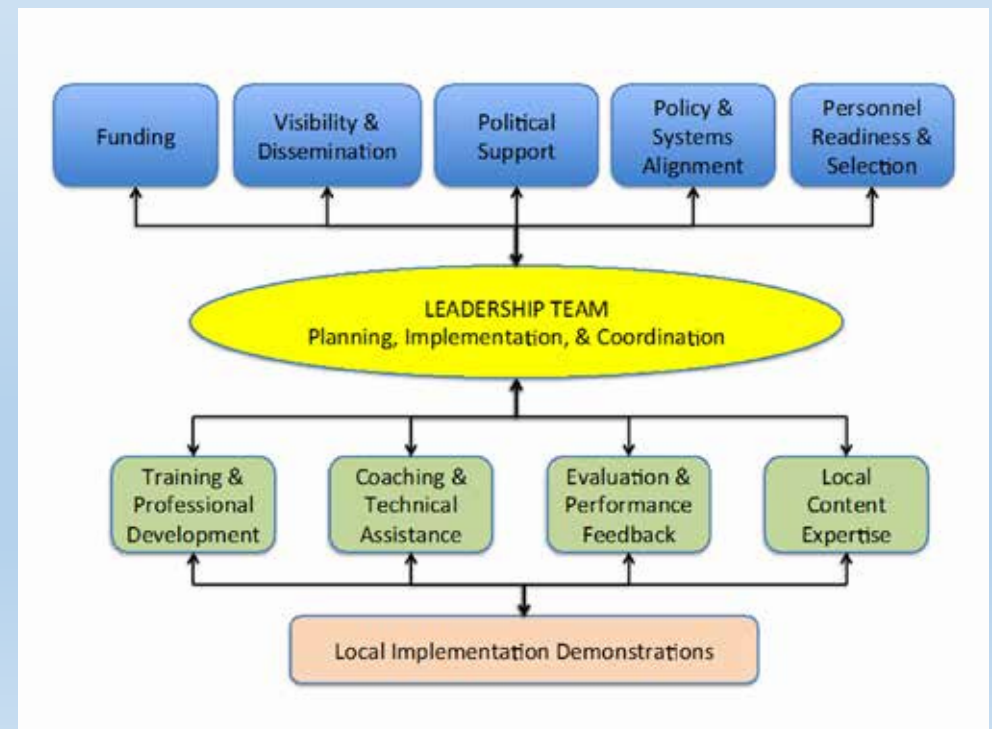 Funding
Visibility &
Dissemination
Political
Support
Policy &
Systems
Alignment
Personnel
Readiness &
Selection
LEADERSHIP TEAM
Planning, Implementation, & Coordination
Training &
Professional
Development
Coaching &
Technical
Assistance
Evaluation &
Performance
Feedback
Local
Content
Expertise
Local Implementation Demonstrations